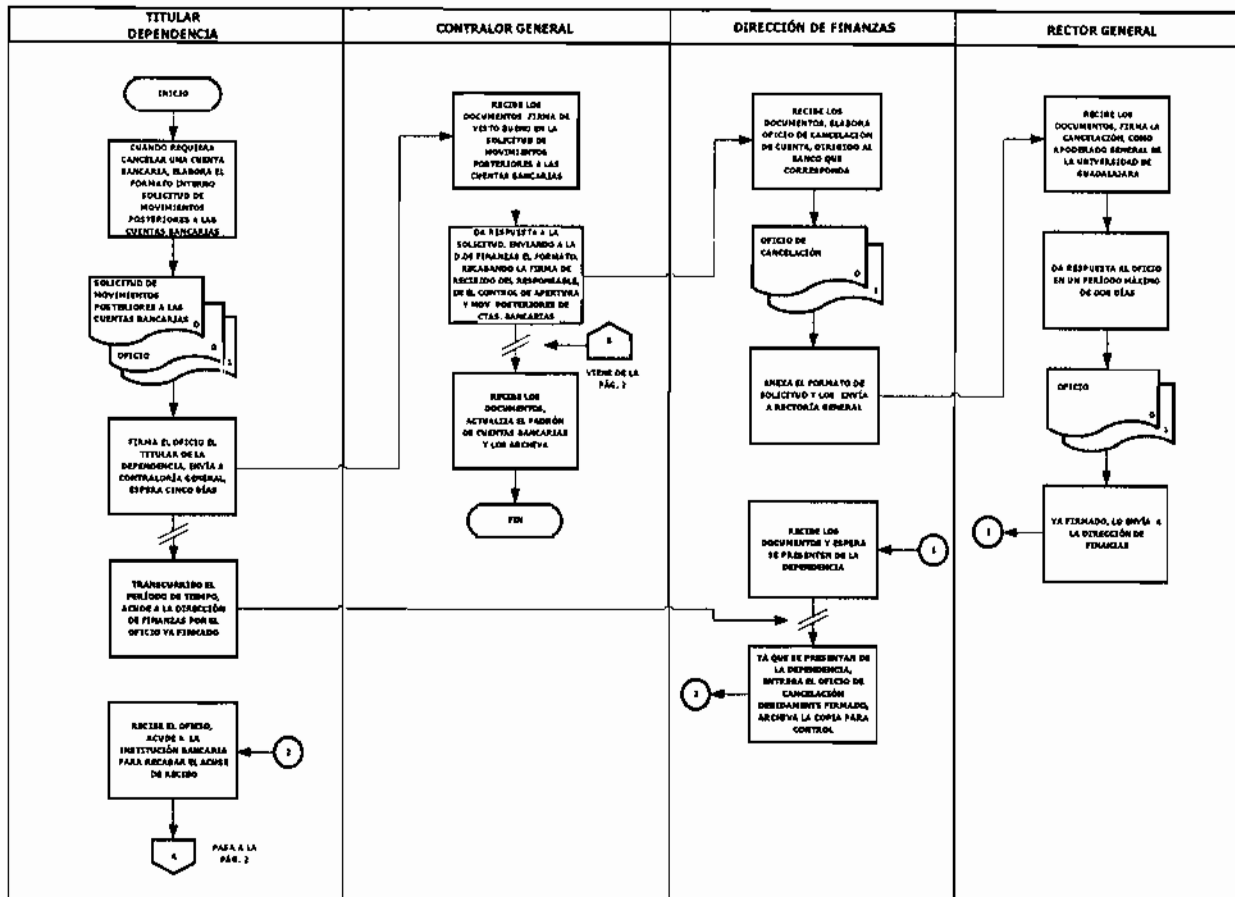 TITULAR
DEPENDENCIA
CONTRALOR GENERAL
DIRECCIÓN DE FINANZAS
RECTOR GENERAL
INICIO
CUANDO REQUIERA
CANCELAR UNA CUENTA
BANCARIA, ELABORA EL
FORMATO INTERNO
SOLICITUD DE
MOVIMIENTOS
POSTERIORES A LAS
CUENTAS BANCARIAS
SOLICITUD DE
MOVIMIENTOS
POSTERIORES A LAS
CUENTAS BANCARIAS
0
OFICIO
0
1
FIRMA EL OFICIO EL
TITULAR DE LA
DEPENDENCIA, ENVÍA A
CONTRALORÍA GENERAL,
ESPERA CINCO DÍAS
TRANSCURRIDO EL
PERÍODO DE TIEMPO,
ACUDE A LA DIRECCIÓN
DE FINANZAS POR EL
OFICIO YA FIRMADO
RECIBE EL OFICIO,
ACUDE A LA
INSTITUCIÓN BANCARIA
PARA RECABAR EL ACUSE
DE RECIBO
2
A
PASA A LA
PÁG. 2
RECIBE LOS
DOCUMENTOS FIRMA DE
VISTO BUENO EN LA
SOLICITUD DE
MOVIMIENTOS
POSTERIORES A LAS
CUENTAS BANCARIAS
DA RESPUESTA A LA
SOLICITUD, ENVIANDO A LA
D.DE FINANZAS EL FORMATO,
RECABANDO LA FIRMA DE
RECIBIDO DEL RESPONSABLE,
DE EL CONTROL DE APERTURA
Y MOV. POSTERIORES DE
CTAS. BANCARIAS
B
VIENE DE LA
PÁG. 2
RECIBE LOS
DOCUMENTOS,
ACTUALIZA EL PADRÓN
DE CUENTAS BANCARIAS
Y LOS ARCHIVA
FIN
RECIBE LOS
DOCUMENTOS, ELABORA
OFICIO DE CANCELACIÓN
DE CUENTA, DIRIGIDO AL
BANCO QUE
CORRESPONDA
OFICIO DE
CANCELACIÓN
0
1
ANEXA EL FORMATO DE
SOLICITUD Y LOS ENVÍA
A RECTORÍA GENERAL
RECIBE LOS
DOCUMENTOS Y ESPERA
SE PRESENTEN DE LA
DEPENDENCIA
1
YA QUE SE PRESENTAN DE
LA DEPENDENCIA,
ENTREGA EL OFICIO DE
CANCELACIÓN
DEBIDAMENTE FIRMADO,
ARCHIVA LA COPIA PARA
CONTROL
2
RECIBE LOS
DOCUMENTOS, FIRMA LA
CANCELACIÓN, COMO
APODERADO GENERAL DE
LA UNIVERSIDAD DE
GUADALAJARA
DA RESPUESTA AL OFICIO
EN UN PERÍODO MÁXIMO
DE DOS DÍAS
OFICIO
0
1
YA FIRMADO, LO ENVÍA A
LA DIRECCIÓN DE
FINANZAS
1